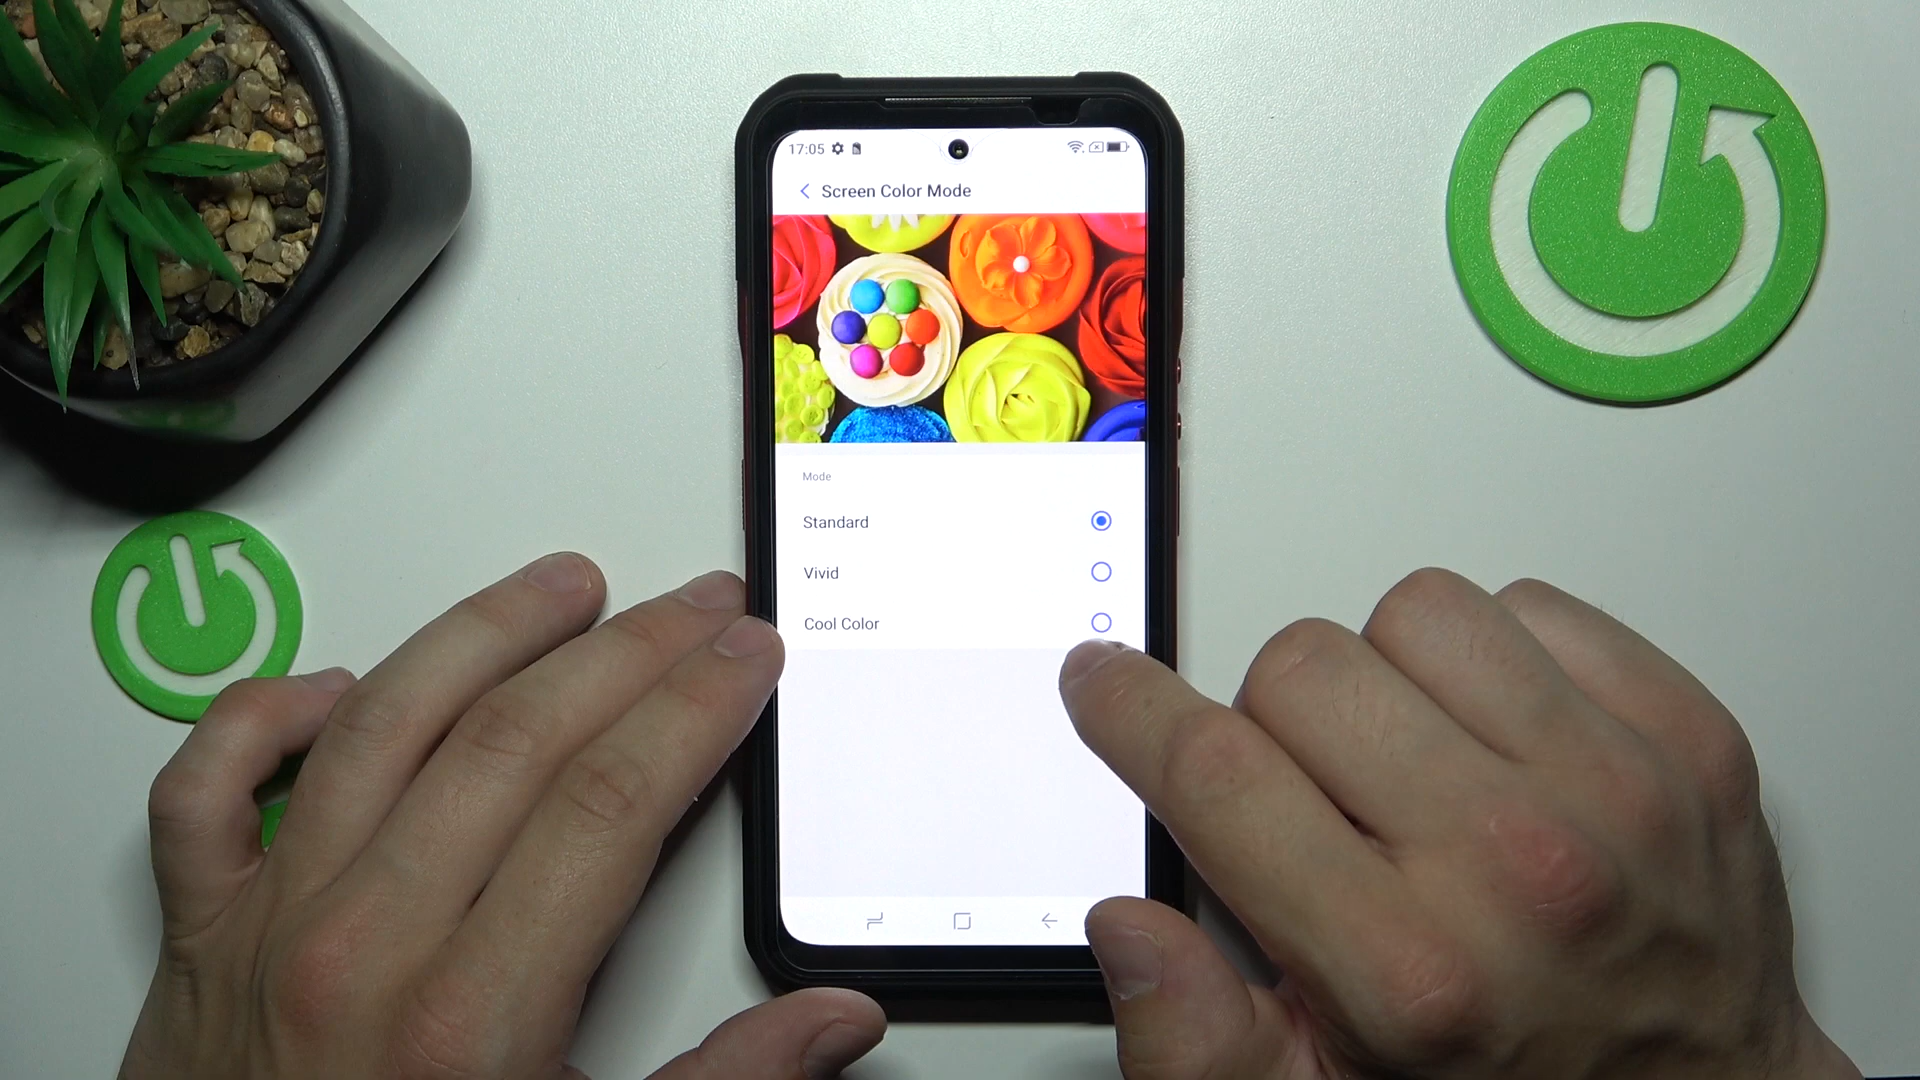 17:05
Screen Color Mode
Mode
Standard
Vivid
Cool Color